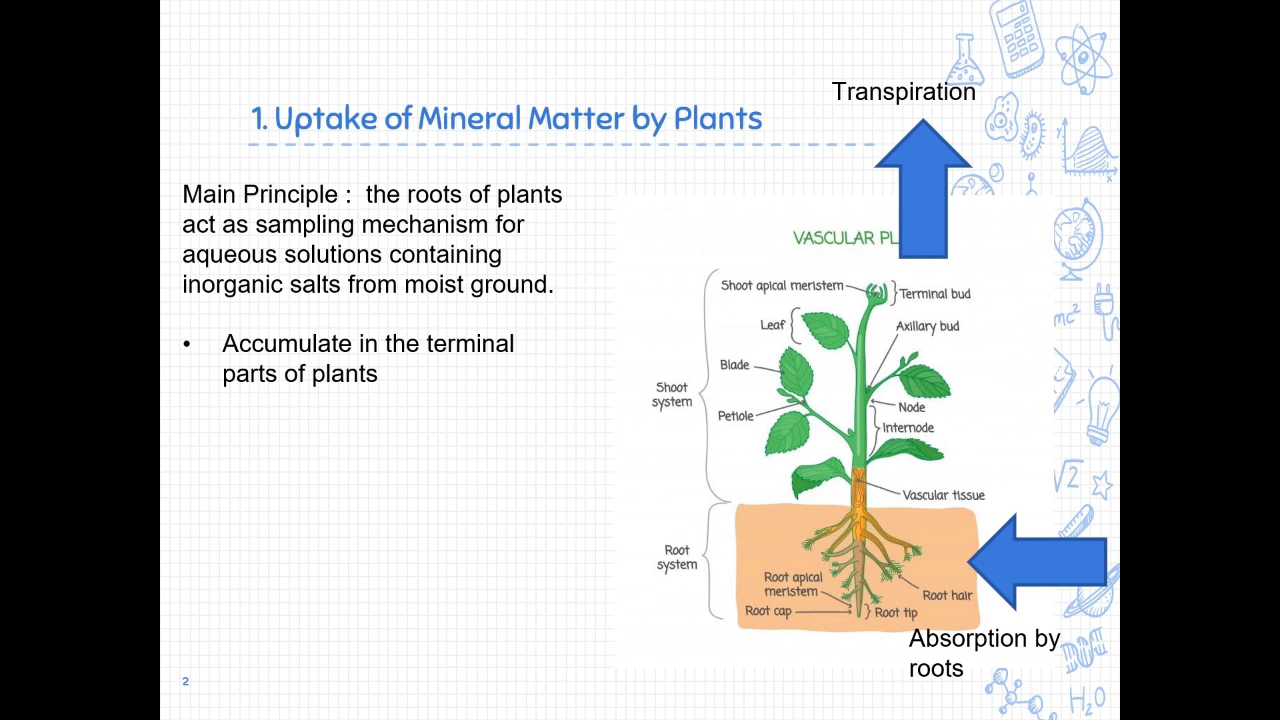 Transpiration
1. Uptake of Mineral Matter by Plants
Main Principle :  the roots of plants
act as sampling mechanism for
aqueous solutions containing
inorganic salts from moist ground.
• Accumulate in the terminal
parts of plants
VASCULAR PL
Shoot apical meristem
Terminal bud
Leaf
Axillary bud
Blade
Shoot
system
Node
Petiole
Internode
Vascular tissue
Root
system
Root apical
meristem
Root hair
Root cap
Root tip
Absorption by
roots
2
mc²
√2
H₂O
x